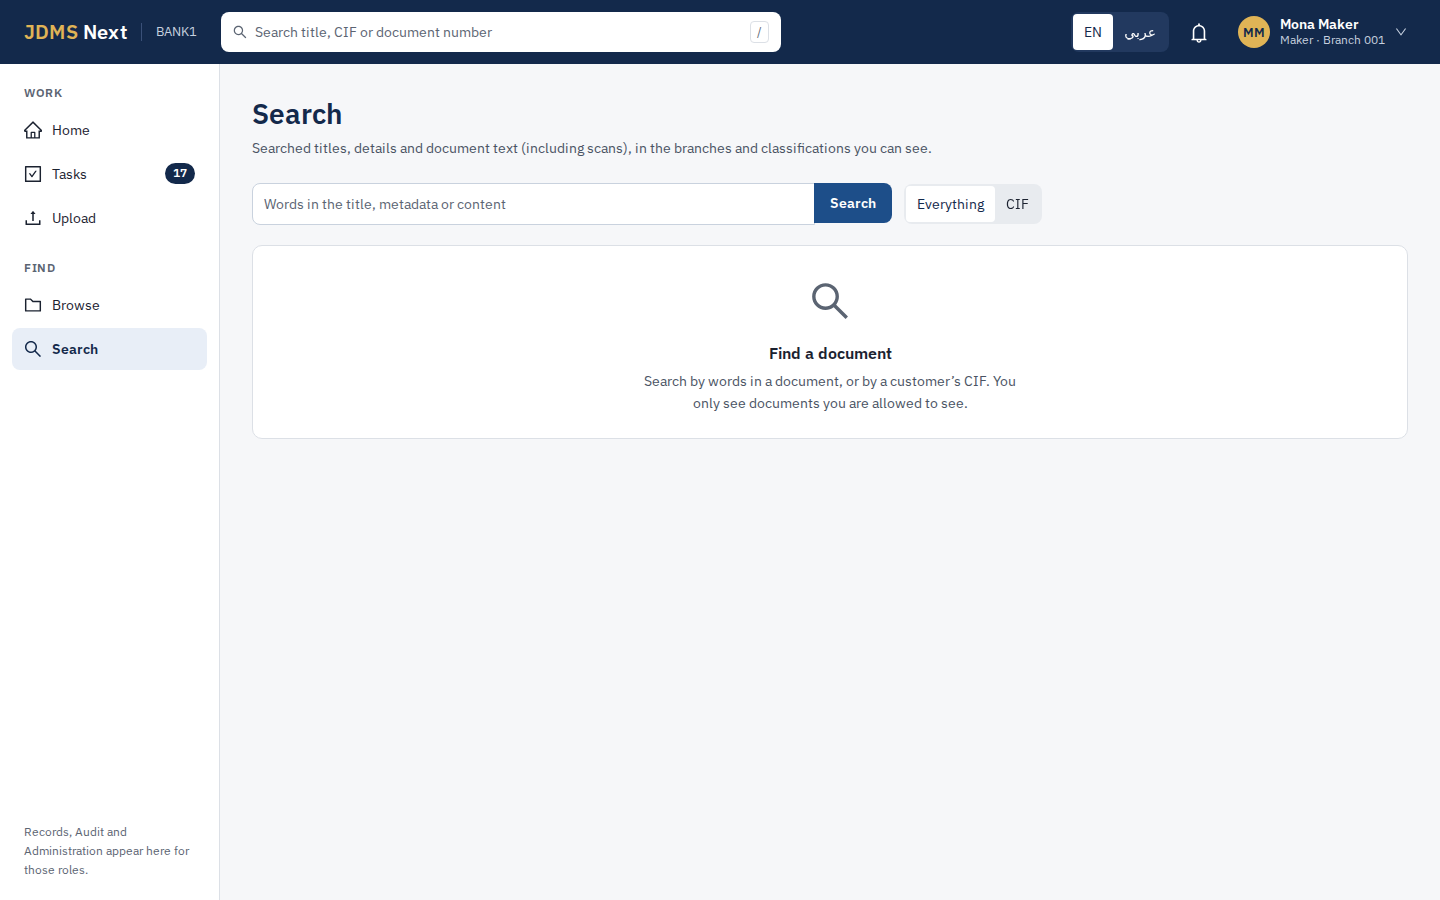 JDMS Next
BANK1
Search title, CIF or document number
/
EN
عربي
MM
Mona Maker
Maker · Branch 001
WORK
Home
Tasks
17
Upload
FIND
Browse
Search
Records, Audit and
Administration appear here for
those roles.
Search
Searched titles, details and document text (including scans), in the branches and classifications you can see.
Words in the title, metadata or content
Search
Everything
CIF
Find a document
Search by words in a document, or by a customer’s CIF. You
only see documents you are allowed to see.